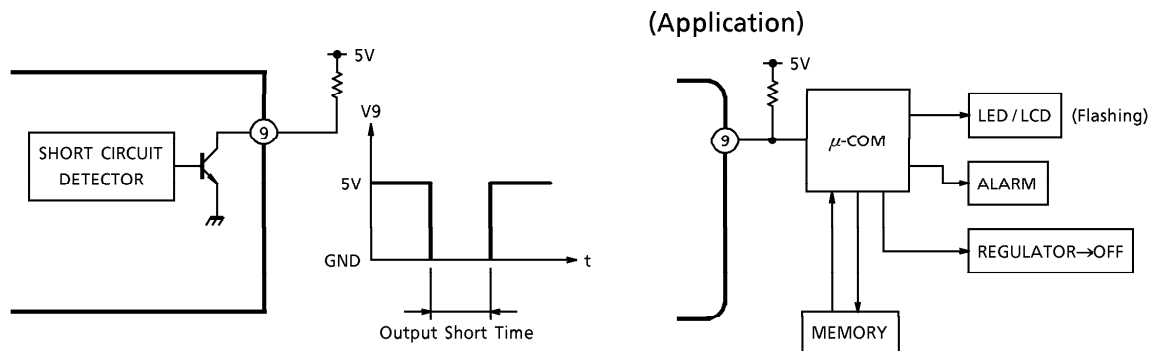 (Application)
5V
9
SHORT CIRCUIT
DETECTOR
V9
5V
GND
t
Output Short Time
5V
9
μ-COM
LED / LCD (Flashing)
ALARM
REGULATOR→OFF
MEMORY